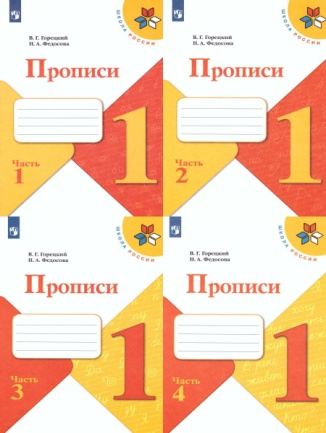 ШКОЛА РОССИИ
В. Г. Горецкий
Н. А. Федосова
Прописи
Часть
1
1
ШКОЛА РОССИИ
В. Г. Горецкий
Н. А. Федосова
Прописи
Часть
2
1
ШКОЛА РОССИИ
В. Г. Горецкий
Н. А. Федосова
Прописи
Часть
3
1
ШКОЛА РОССИИ
В. Г. Горецкий
Н. А. Федосова
Прописи
Часть
4
1